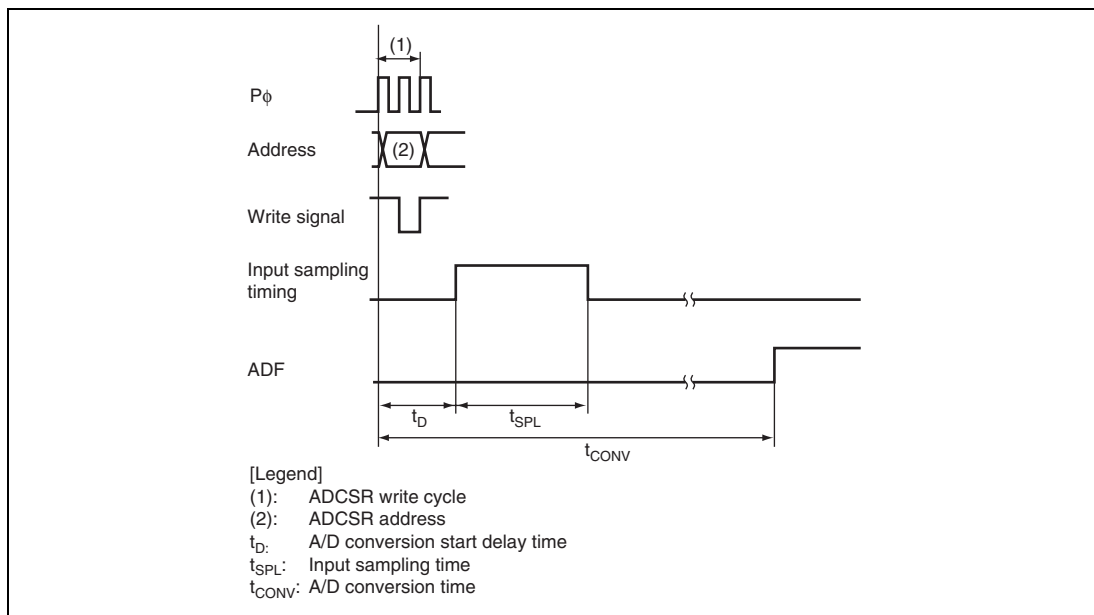 (1)
Pϕ
Address
(2)
Write signal
Input sampling
timing
ADF
tD
tSPL
tCONV
[Legend]
(1): ADCSR write cycle
(2): ADCSR address
tD: A/D conversion start delay time
tSPL: Input sampling time
tCONV: A/D conversion time